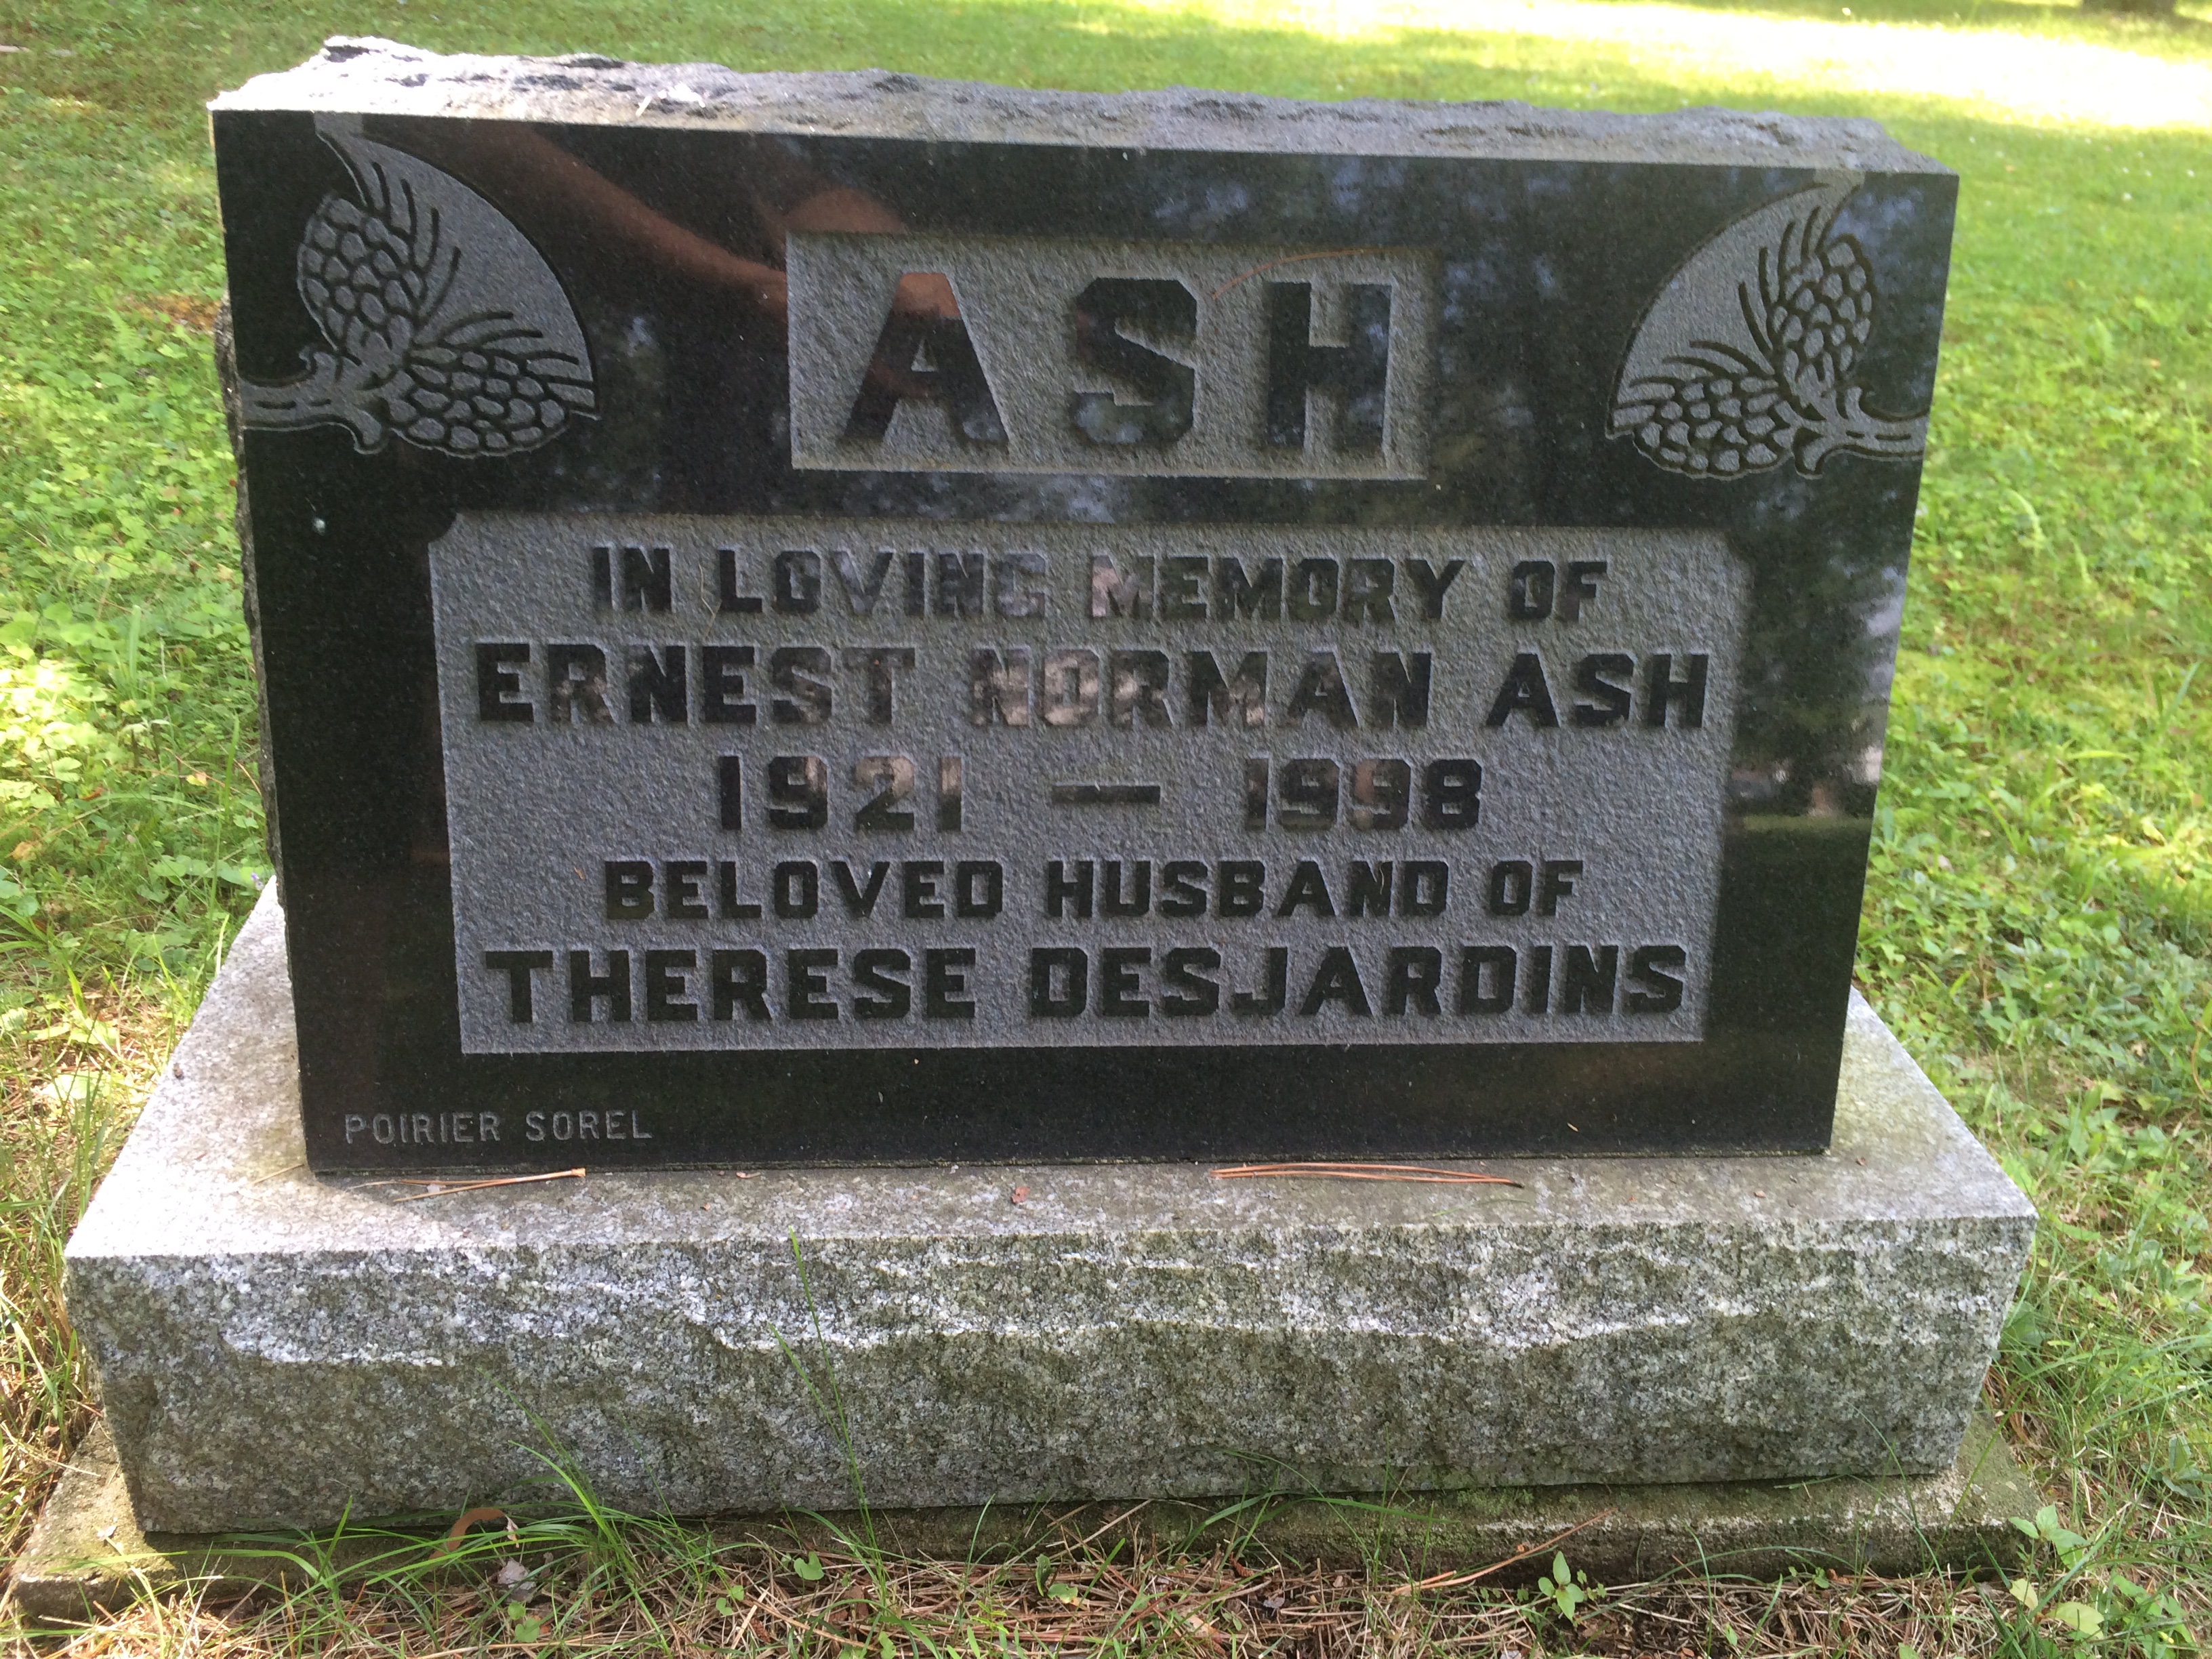 ASH
IN LOVING MEMORY OF
ERNEST NORMAN ASH
1921 — 1998
BELOVED HUSBAND OF
THERESE DESJARDINS
POIRIER SOREL